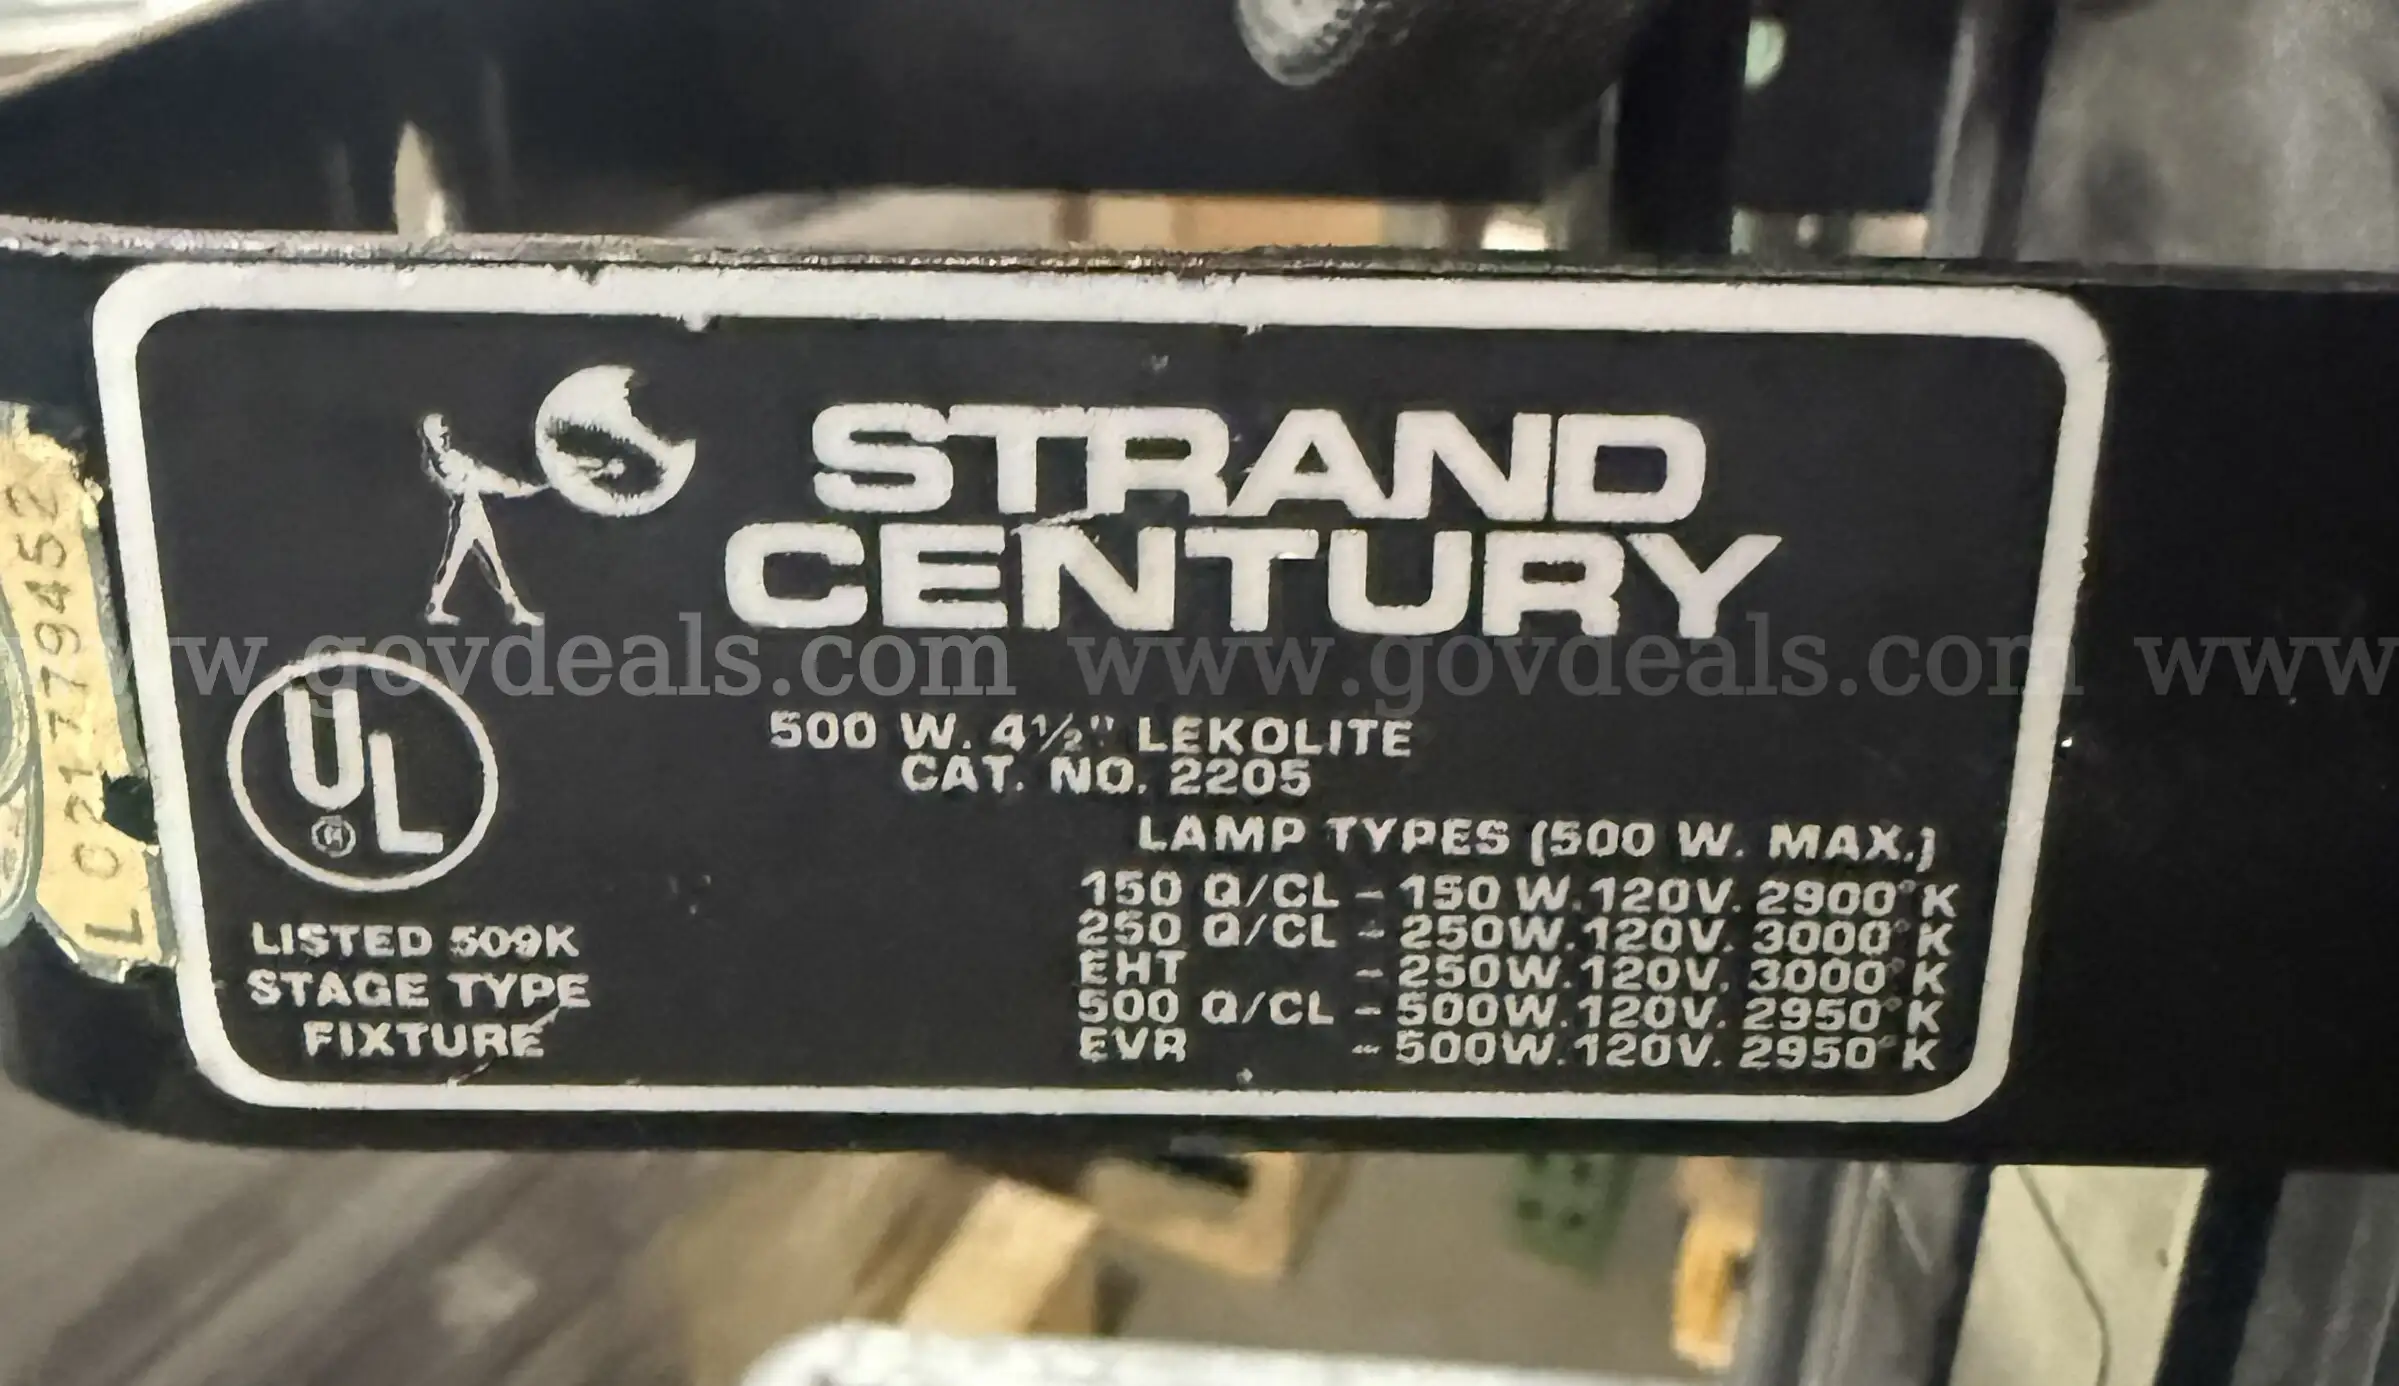 STRAND
CENTURY
UL
500 W. 4½" LEKOLITE
CAT. NO. 2205
LAMP TYPES (500 W. MAX.)
150 Q/CL - 150 W. 120V. 2900° K
250 Q/CL - 250W. 120V. 3000° K
EHT - 250W. 120V. 3000° K
500 Q/CL - 500W. 120V. 2950° K
EVR - 500W. 120V. 2950° K
LISTED 509K
STAGE TYPE
FIXTURE
L 021779452
www.govdeals.com www.govdeals.com www